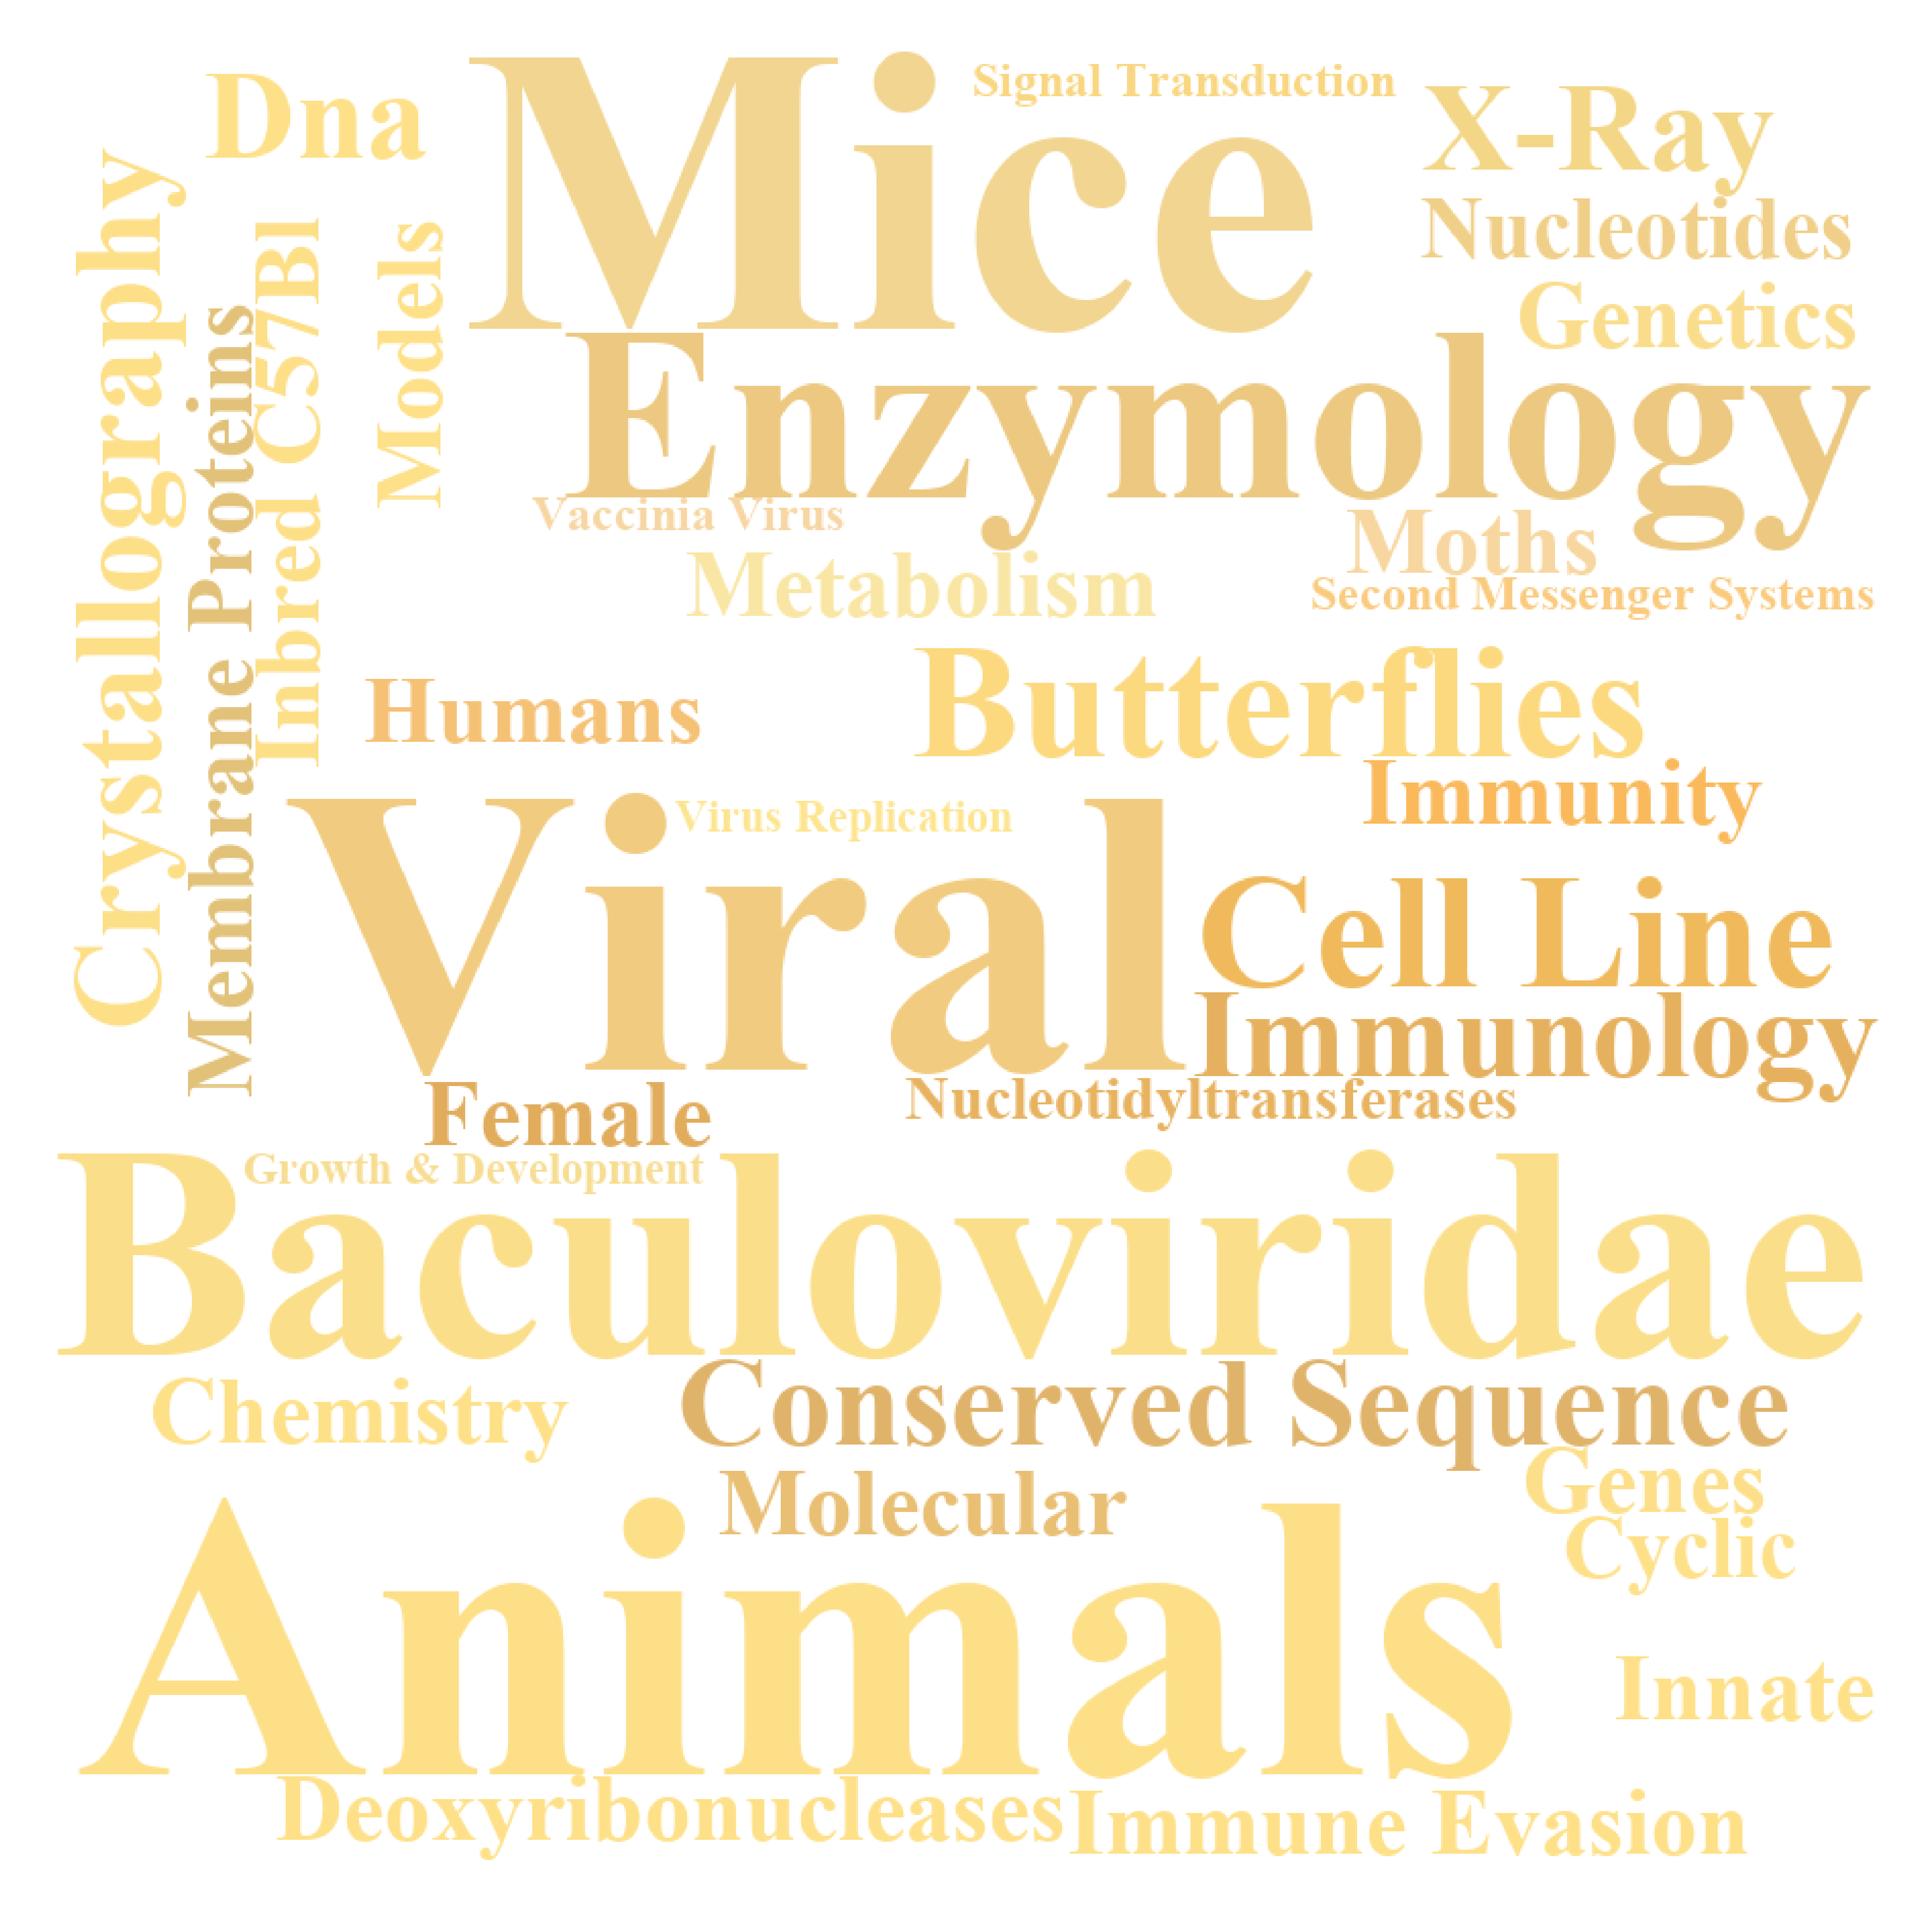 Signal Transduction
Mice
Dna
X-Ray
Nucleotides
Genetics
Crystallography
Membrane Proteins
Inbred C57Bl
Models
Enzymology
Vaccinia Virus
Moths
Metabolism
Second Messenger Systems
Butterflies
Humans
Immunity
Viral
Virus Replication
Cell Line
Immunology
Nucleotidyltransferases
Female
Growth & Development
Baculoviridae
Conserved Sequence
Chemistry
Genes
Molecular
Cyclic
Animals
Innate
Deoxyribonucleases
Immune Evasion